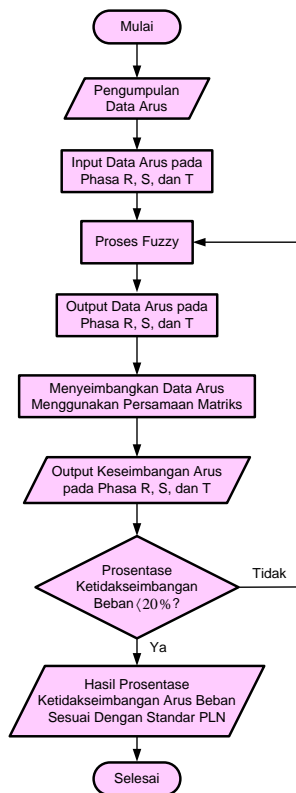 Mulai
Pengumpulan
Data Arus
Input Data Arus pada
Phasa R, S, dan T
Proses Fuzzy
Output Data Arus pada
Phasa R, S, dan T
Menyeimbangkan Data Arus
Menggunakan Persamaan Matriks
Output Keseimbangan Arus
pada Phasa R, S, dan T
Prosentase
Ketidakseimbangan
Beban〈20%?
Tidak
Ya
Hasil Prosentase
Ketidakseimbangan Arus Beban
Sesuai Dengan Standar PLN
Selesai